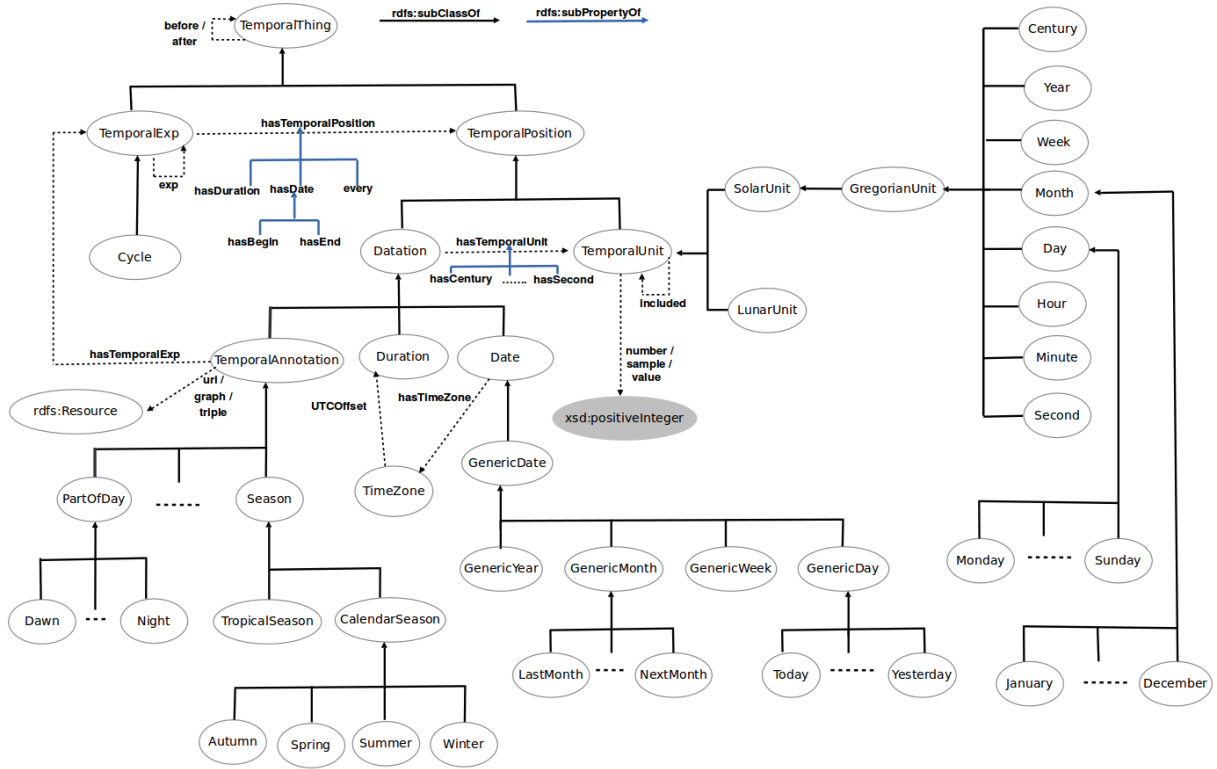 rdfs:subClassOf
rdfs:subPropertyOf
before /
after
TemporalThing
Century
Year
TemporalExp
hasTemporalPosition
TemporalPosition
Week
exp
hasDuration
hasDate
every
SolarUnit
GregorianUnit
Month
hasBegin
hasEnd
Cycle
Datation
hasTemporalUnit
TemporalUnit
Day
hasCentury
.......
hasSecond
included
LunarUnit
Hour
hasTemporalExp
TemporalAnnotation
Duration
Date
number /
sample /
value
Minute
uri /
graph /
triple
rdfs:Resource
UTCOffset
hasTimeZone
xsd:positiveInteger
Second
GenericDate
PartOfDay
Season
TimeZone
GenericYear
GenericMonth
GenericWeek
GenericDay
Monday
Sunday
Dawn
Night
TropicalSeason
CalendarSeason
LastMonth
NextMonth
Today
Yesterday
January
December
Autumn
Spring
Summer
Winter